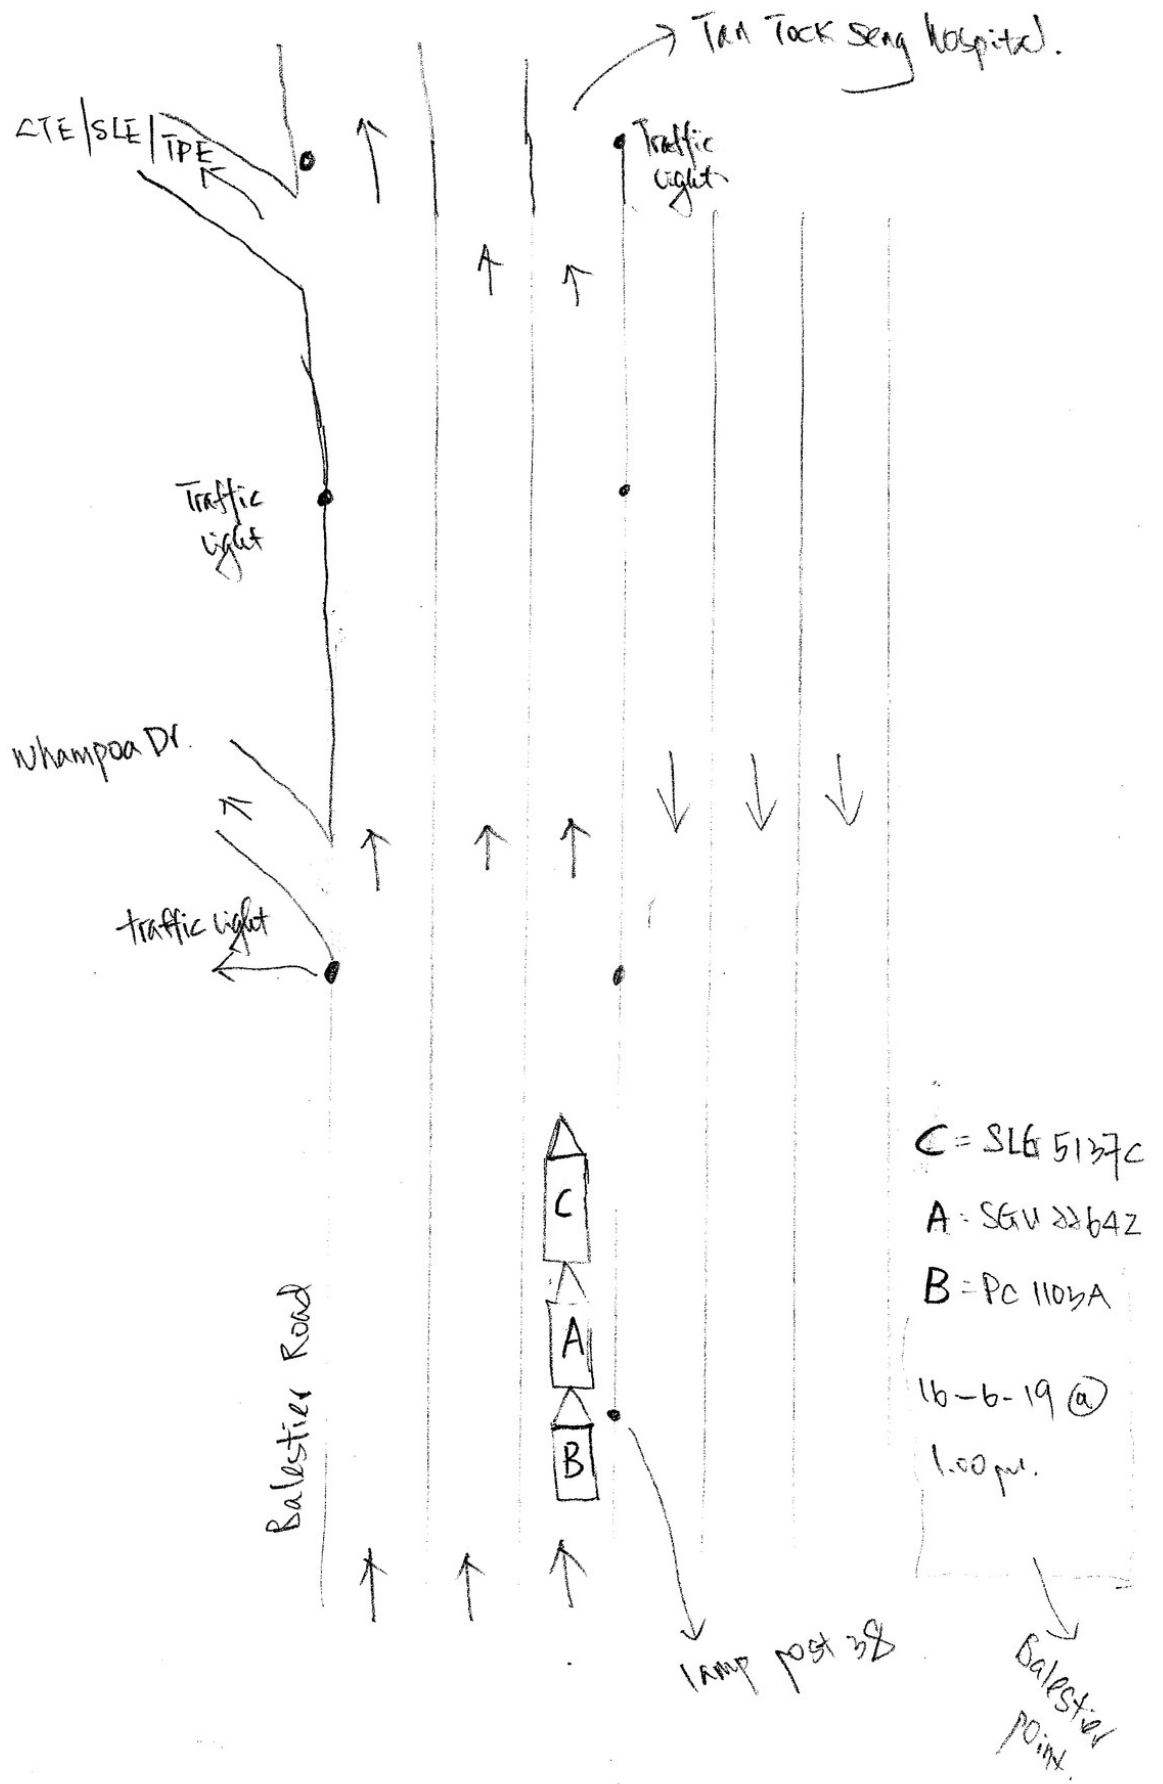 Tan Tock Seng Hospital.
CTE/SLE/TPE
Traffic
Light
Traffic
Light
Whampoa Dr.
traffic light
C = SLG 5137C
C
A = SGU 2264Z
A
B = PC 1103A
B
Balestier Road
16-6-19 @
1.00pm.
lamp post 38
Balestier
point.